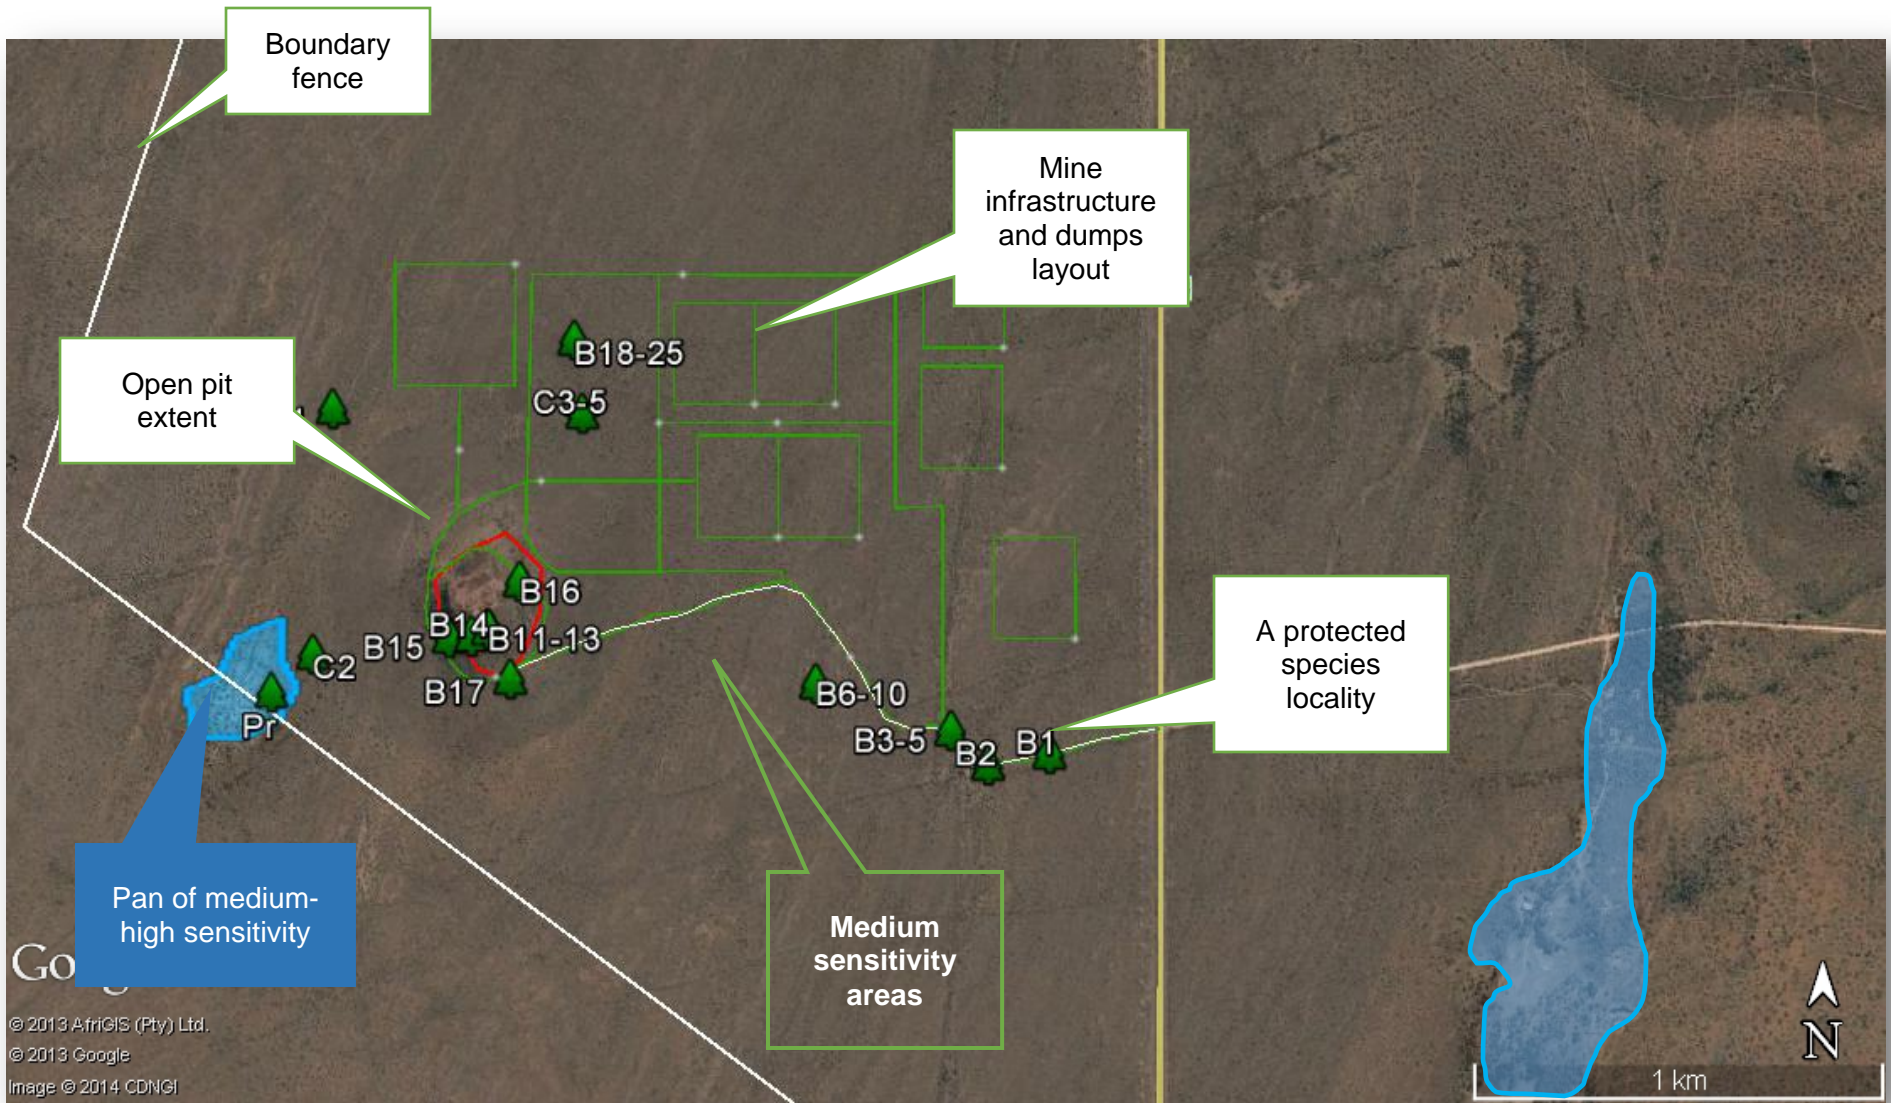 Boundary
fence
Mine
infrastructure
and dumps
layout
B18-25
Open pit
extent
C3-5
B16
B14
B15
B11-13
C2
B17
B6-10
A protected
species
locality
Pr
B3-5
B1
B2
Pan of medium-
high sensitivity
Medium
sensitivity
areas
© 2013 AfriGIS (Pty) Ltd.
© 2013 Google
Image © 2014 CDNGI
N
1 km